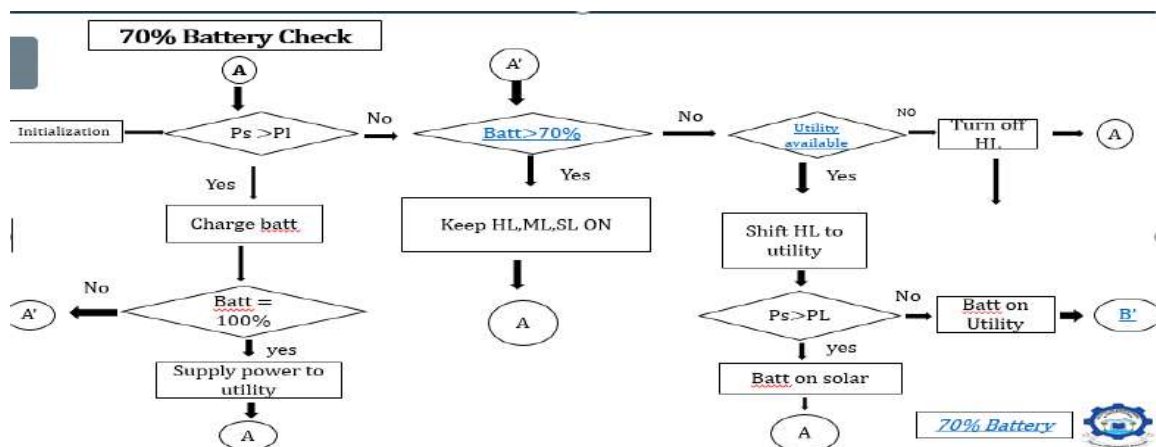 70% Battery Check
A
A'
Initialization
Ps >Pl
No
Batt>70%
No
Utility
available
NO
Turn off
HL
A
Yes
Yes
Yes
Charge batt
Keep HL,ML,SL ON
Shift HL to
utility
No
A'
Batt =
100%
A
Ps>PL
No
Batt on
Utility
B'
yes
yes
Supply power to
utility
Batt on solar
A
A
70% Battery